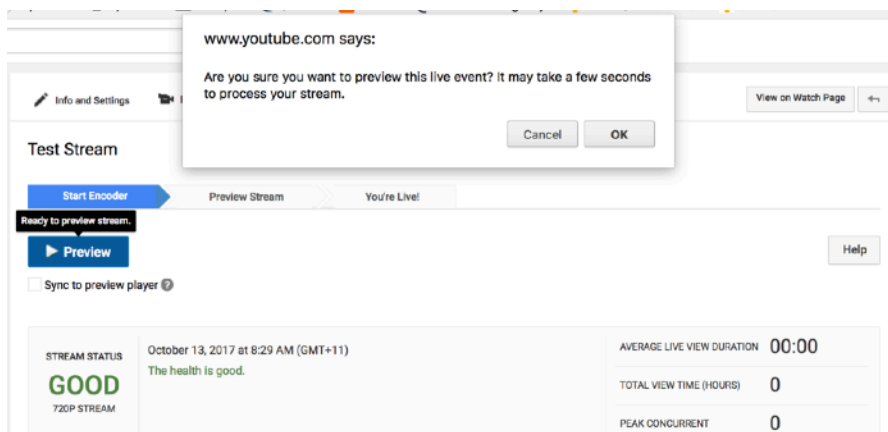 www.youtube.com says:
Are you sure you want to preview this live event? It may take a few seconds
to process your stream.
Cancel OK
Info and Settings
View on Watch Page
Test Stream
Start Encoder Preview Stream You're Live!
Ready to preview stream.
Preview
Help
Sync to preview player
STREAM STATUS
GOOD
720P STREAM
October 13, 2017 at 8:29 AM (GMT+11)
The health is good.
AVERAGE LIVE VIEW DURATION 00:00
TOTAL VIEW TIME (HOURS) 0
PEAK CONCURRENT 0